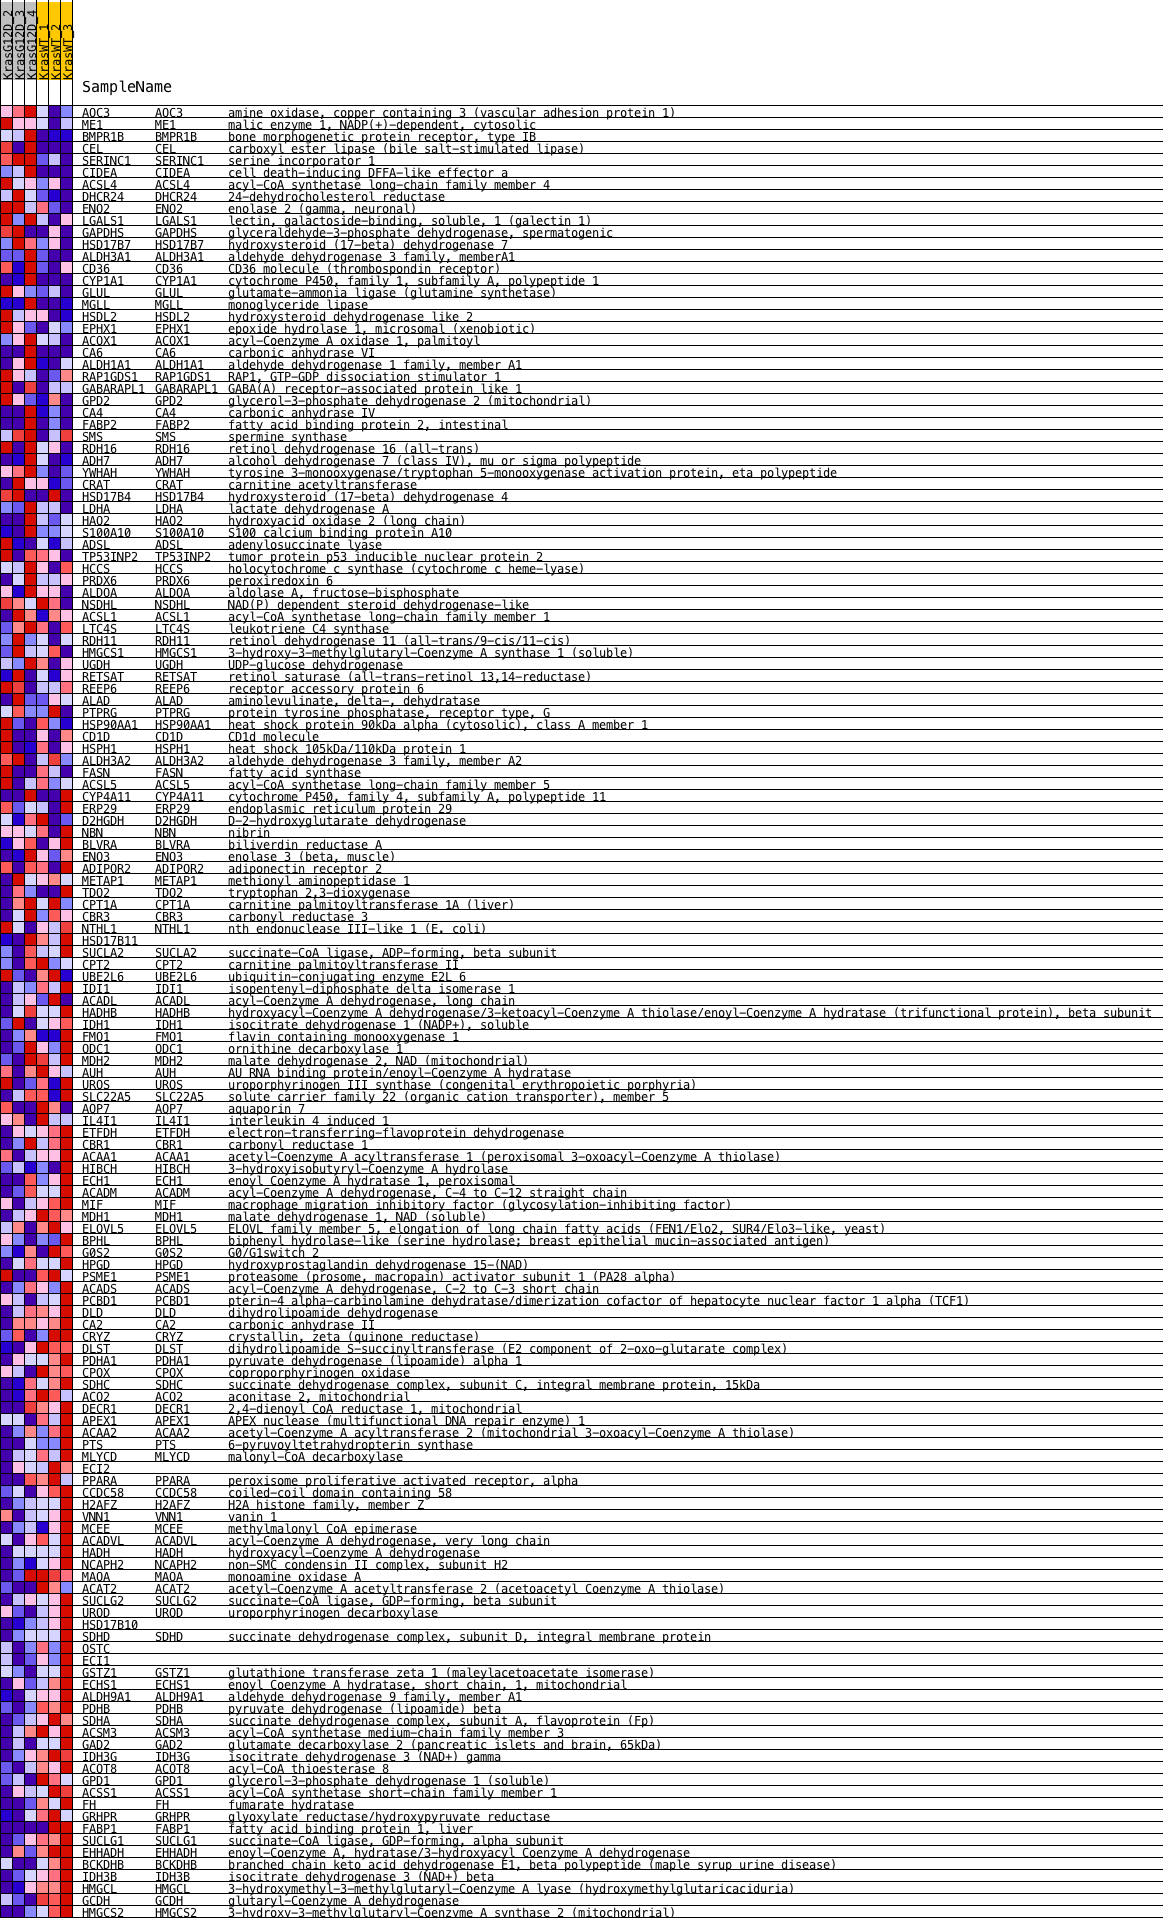 KrasG12D_2
KrasG12D_3
KrasG12D_4
KrasWT_1
KrasWT_2
KrasWT_3
SampleName
AOC3 AOC3 amine oxidase, copper containing 3 (vascular adhesion protein 1)
ME1 ME1 malic enzyme 1, NADP(+)-dependent, cytosolic
BMPR1B BMPR1B bone morphogenetic protein receptor, type IB
CEL CEL carboxyl ester lipase (bile salt-stimulated lipase)
SERINC1 SERINC1 serine incorporator 1
CIDEA CIDEA cell death-inducing DFFA-like effector a
ACSL4 ACSL4 acyl-CoA synthetase long-chain family member 4
DHCR24 DHCR24 24-dehydrocholesterol reductase
ENO2 ENO2 enolase 2 (gamma, neuronal)
LGALS1 LGALS1 lectin, galactoside-binding, soluble, 1 (galectin 1)
GAPDHS GAPDHS glyceraldehyde-3-phosphate dehydrogenase, spermatogenic
HSD17B7 HSD17B7 hydroxysteroid (17-beta) dehydrogenase 7
ALDH3A1 ALDH3A1 aldehyde dehydrogenase 3 family, memberA1
CD36 CD36 CD36 molecule (thrombospondin receptor)
CYP1A1 CYP1A1 cytochrome P450, family 1, subfamily A, polypeptide 1
GLUL GLUL glutamate-ammonia ligase (glutamine synthetase)
MGLL MGLL monoglyceride lipase
HSDL2 HSDL2 hydroxysteroid dehydrogenase like 2
EPHX1 EPHX1 epoxide hydrolase 1, microsomal (xenobiotic)
ACOX1 ACOX1 acyl-Coenzyme A oxidase 1, palmitoyl
CA6 CA6 carbonic anhydrase VI
ALDH1A1 ALDH1A1 aldehyde dehydrogenase 1 family, member A1
RAP1GDS1 RAP1GDS1 RAP1, GTP-GDP dissociation stimulator 1
GABARAPL1 GABARAPL1 GABA(A) receptor-associated protein like 1
GPD2 GPD2 glycerol-3-phosphate dehydrogenase 2 (mitochondrial)
CA4 CA4 carbonic anhydrase IV
FABP2 FABP2 fatty acid binding protein 2, intestinal
SMS SMS spermine synthase
RDH16 RDH16 retinol dehydrogenase 16 (all-trans)
ADH7 ADH7 alcohol dehydrogenase 7 (class IV), mu or sigma polypeptide
YWHAH YWHAH tyrosine 3-monooxygenase/tryptophan 5-monooxygenase activation protein, eta polypeptide
CRAT CRAT carnitine acetyltransferase
HSD17B4 HSD17B4 hydroxysteroid (17-beta) dehydrogenase 4
LDHA LDHA lactate dehydrogenase A
HAO2 HAO2 hydroxyacid oxidase 2 (long chain)
S100A10 S100A10 S100 calcium binding protein A10
ADSL ADSL adenylosuccinate lyase
TP53INP2 TP53INP2 tumor protein p53 inducible nuclear protein 2
HCCS HCCS holocytochrome c synthase (cytochrome c heme-lyase)
PRDX6 PRDX6 peroxiredoxin 6
ALDOA ALDOA aldolase A, fructose-bisphosphate
NSDHL NSDHL NAD(P) dependent steroid dehydrogenase-like
ACSL1 ACSL1 acyl-CoA synthetase long-chain family member 1
LTC4S LTC4S leukotriene C4 synthase
RDH11 RDH11 retinol dehydrogenase 11 (all-trans/9-cis/11-cis)
HMGCS1 HMGCS1 3-hydroxy-3-methylglutaryl-Coenzyme A synthase 1 (soluble)
UGDH UGDH UDP-glucose dehydrogenase
RETSAT RETSAT retinol saturase (all-trans-retinol 13,14-reductase)
REEP6 REEP6 receptor accessory protein 6
ALAD ALAD aminolevulinate, delta-, dehydratase
PTPRG PTPRG protein tyrosine phosphatase, receptor type, G
HSP90AA1 HSP90AA1 heat shock protein 90kDa alpha (cytosolic), class A member 1
CD1D CD1D CD1d molecule
HSPH1 HSPH1 heat shock 105kDa/110kDa protein 1
ALDH3A2 ALDH3A2 aldehyde dehydrogenase 3 family, member A2
FASN FASN fatty acid synthase
ACSL5 ACSL5 acyl-CoA synthetase long-chain family member 5
CYP4A11 CYP4A11 cytochrome P450, family 4, subfamily A, polypeptide 11
ERP29 ERP29 endoplasmic reticulum protein 29
D2HGDH D2HGDH D-2-hydroxyglutarate dehydrogenase
NBN NBN nibrin
BLVRA BLVRA biliverdin reductase A
ENO3 ENO3 enolase 3 (beta, muscle)
ADIPOR2 ADIPOR2 adiponectin receptor 2
METAP1 METAP1 methionyl aminopeptidase 1
TDO2 TDO2 tryptophan 2,3-dioxygenase
CPT1A CPT1A carnitine palmitoyltransferase 1A (liver)
CBR3 CBR3 carbonyl reductase 3
NTHL1 NTHL1 nth endonuclease III-like 1 (E. coli)
HSD17B11
SUCLA2 SUCLA2 succinate-CoA ligase, ADP-forming, beta subunit
CPT2 CPT2 carnitine palmitoyltransferase II
UBE2L6 UBE2L6 ubiquitin-conjugating enzyme E2L 6
IDI1 IDI1 isopentenyl-diphosphate delta isomerase 1
ACADL ACADL acyl-Coenzyme A dehydrogenase, long chain
HADHB HADHB hydroxyacyl-Coenzyme A dehydrogenase/3-ketoacyl-Coenzyme A thiolase/enoyl-Coenzyme A hydratase (trifunctional protein), beta subunit
IDH1 IDH1 isocitrate dehydrogenase 1 (NADP+), soluble
FMO1 FMO1 flavin containing monooxygenase 1
ODC1 ODC1 ornithine decarboxylase 1
MDH2 MDH2 malate dehydrogenase 2, NAD (mitochondrial)
AUH AUH AU RNA binding protein/enoyl-Coenzyme A hydratase
UROS UROS uroporphyrinogen III synthase (congenital erythropoietic porphyria)
SLC22A5 SLC22A5 solute carrier family 22 (organic cation transporter), member 5
AQP7 AQP7 aquaporin 7
IL4I1 IL4I1 interleukin 4 induced 1
ETFDH ETFDH electron-transferring-flavoprotein dehydrogenase
CBR1 CBR1 carbonyl reductase 1
ACAA1 ACAA1 acetyl-Coenzyme A acyltransferase 1 (peroxisomal 3-oxoacyl-Coenzyme A thiolase)
HIBCH HIBCH 3-hydroxyisobutyryl-Coenzyme A hydrolase
ECH1 ECH1 enoyl Coenzyme A hydratase 1, peroxisomal
ACADM ACADM acyl-Coenzyme A dehydrogenase, C-4 to C-12 straight chain
MIF MIF macrophage migration inhibitory factor (glycosylation-inhibiting factor)
MDH1 MDH1 malate dehydrogenase 1, NAD (soluble)
ELOVL5 ELOVL5 ELOVL family member 5, elongation of long chain fatty acids (FEN1/Elo2, SUR4/Elo3-like, yeast)
BPHL BPHL biphenyl hydrolase-like (serine hydrolase; breast epithelial mucin-associated antigen)
G0S2 G0S2 G0/G1switch 2
HPGD HPGD hydroxyprostaglandin dehydrogenase 15-(NAD)
PSME1 PSME1 proteasome (prosome, macropain) activator subunit 1 (PA28 alpha)
ACADS ACADS acyl-Coenzyme A dehydrogenase, C-2 to C-3 short chain
PCBD1 PCBD1 pterin-4 alpha-carbinolamine dehydratase/dimerization cofactor of hepatocyte nuclear factor 1 alpha (TCF1)
DLD DLD dihydrolipoamide dehydrogenase
CA2 CA2 carbonic anhydrase II
CRYZ CRYZ crystallin, zeta (quinone reductase)
DLST DLST dihydrolipoamide S-succinyltransferase (E2 component of 2-oxo-glutarate complex)
PDHA1 PDHA1 pyruvate dehydrogenase (lipoamide) alpha 1
CPOX CPOX coproporphyrinogen oxidase
SDHC SDHC succinate dehydrogenase complex, subunit C, integral membrane protein, 15kDa
ACO2 ACO2 aconitase 2, mitochondrial
DECR1 DECR1 2,4-dienoyl CoA reductase 1, mitochondrial
APEX1 APEX1 APEX nuclease (multifunctional DNA repair enzyme) 1
ACAA2 ACAA2 acetyl-Coenzyme A acyltransferase 2 (mitochondrial 3-oxoacyl-Coenzyme A thiolase)
PTS PTS 6-pyruvoyltetrahydropterin synthase
MLYCD MLYCD malonyl-CoA decarboxylase
ECI2
PPARA PPARA peroxisome proliferative activated receptor, alpha
CCDC58 CCDC58 coiled-coil domain containing 58
H2AFZ H2AFZ H2A histone family, member Z
VNN1 VNN1 vanin 1
MCEE MCEE methylmalonyl CoA epimerase
ACADVL ACADVL acyl-Coenzyme A dehydrogenase, very long chain
HADH HADH hydroxyacyl-Coenzyme A dehydrogenase
NCAPH2 NCAPH2 non-SMC condensin II complex, subunit H2
MAOA MAOA monoamine oxidase A
ACAT2 ACAT2 acetyl-Coenzyme A acetyltransferase 2 (acetoacetyl Coenzyme A thiolase)
SUCLG2 SUCLG2 succinate-CoA ligase, GDP-forming, beta subunit
UROD UROD uroporphyrinogen decarboxylase
HSD17B10
SDHD SDHD succinate dehydrogenase complex, subunit D, integral membrane protein
OSTC
ECI1
GSTZ1 GSTZ1 glutathione transferase zeta 1 (maleylacetoacetate isomerase)
ECHS1 ECHS1 enoyl Coenzyme A hydratase, short chain, 1, mitochondrial
ALDH9A1 ALDH9A1 aldehyde dehydrogenase 9 family, member A1
PDHB PDHB pyruvate dehydrogenase (lipoamide) beta
SDHA SDHA succinate dehydrogenase complex, subunit A, flavoprotein (Fp)
ACSM3 ACSM3 acyl-CoA synthetase medium-chain family member 3
GAD2 GAD2 glutamate decarboxylase 2 (pancreatic islets and brain, 65kDa)
IDH3G IDH3G isocitrate dehydrogenase 3 (NAD+) gamma
ACOT8 ACOT8 acyl-CoA thioesterase 8
GPD1 GPD1 glycerol-3-phosphate dehydrogenase 1 (soluble)
ACSS1 ACSS1 acyl-CoA synthetase short-chain family member 1
FH FH fumarate hydratase
GRHPR GRHPR glyoxylate reductase/hydroxypyruvate reductase
FABP1 FABP1 fatty acid binding protein 1, liver
SUCLG1 SUCLG1 succinate-CoA ligase, GDP-forming, alpha subunit
EHHADH EHHADH enoyl-Coenzyme A, hydratase/3-hydroxyacyl Coenzyme A dehydrogenase
BCKDHB BCKDHB branched chain keto acid dehydrogenase E1, beta polypeptide (maple syrup urine disease)
IDH3B IDH3B isocitrate dehydrogenase 3 (NAD+) beta
HMGCL HMGCL 3-hydroxymethyl-3-methylglutaryl-Coenzyme A lyase (hydroxymethylglutaricaciduria)
GCDH GCDH glutaryl-Coenzyme A dehydrogenase
HMGCS2 HMGCS2 3-hydroxy-3-methylglutaryl-Coenzyme A synthase 2 (mitochondrial)